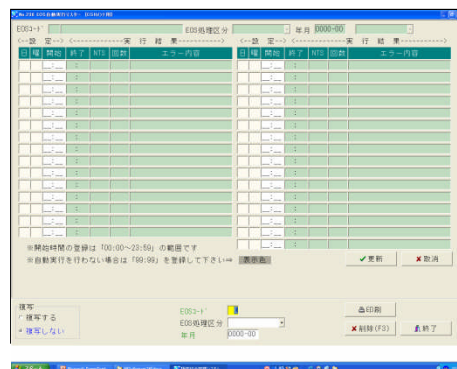 EOSｺｰﾄﾞ EOS処理区分 年月 0000-00
<--設 定--> <------------実 行 結 果------------> <--設 定--> <------------実 行 結 果------------>
日 曜 開始 終了 NTS 回数 エラー内容 日 曜 開始 終了 NTS 回数 エラー内容
※開始時間の登録は「00:00～23:59」の範囲です
※自動実行を行わない場合は「99:99」を登録して下さい⇒ 表示色 更新 取消
複写
複写する
複写しない
EOSｺｰﾄﾞ
EOS処理区分
年月 0000-00
印刷
削除(F3) 終了